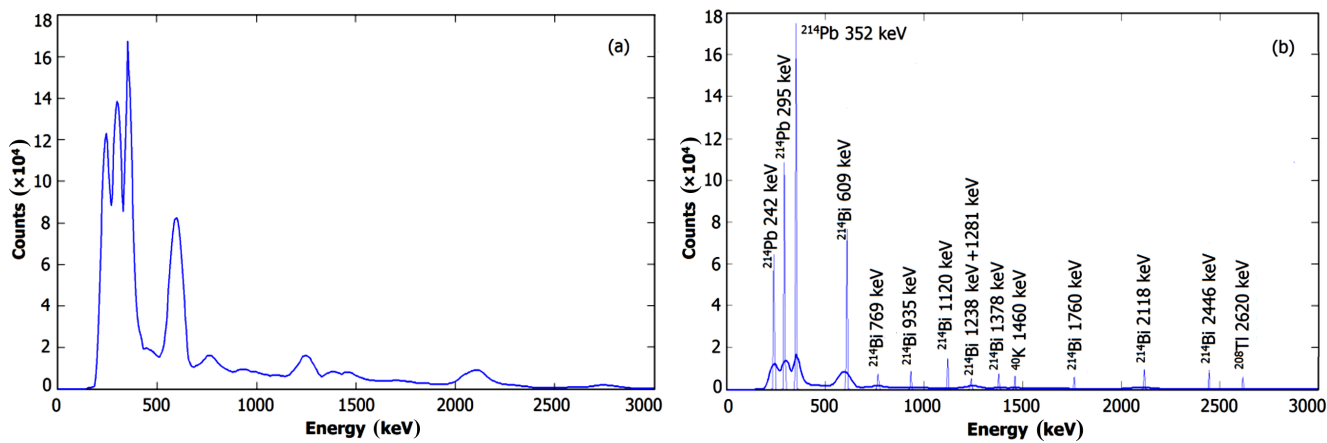 (a)
18
16
14
12
10
8
6
4
2
0
Counts (×10⁴)
0 500 1000 1500 2000 2500 3000
Energy (keV)
(b)
18
16
14
12
10
8
6
4
2
0
Counts (×10⁴)
²¹⁴Pb 242 keV
²¹⁴Pb 295 keV
²¹⁴Pb 352 keV
²¹⁴Bi 609 keV
²¹⁴Bi 769 keV
²¹⁴Bi 935 keV
²¹⁴Bi 1120 keV
²¹⁴Bi 1238 keV +1281 keV
²¹⁴Bi 1378 keV
⁴⁰K 1460 keV
²¹⁴Bi 1760 keV
²¹⁴Bi 2118 keV
²¹⁴Bi 2446 keV
²⁰⁸Tl 2620 keV
0 500 1000 1500 2000 2500 3000
Energy (keV)